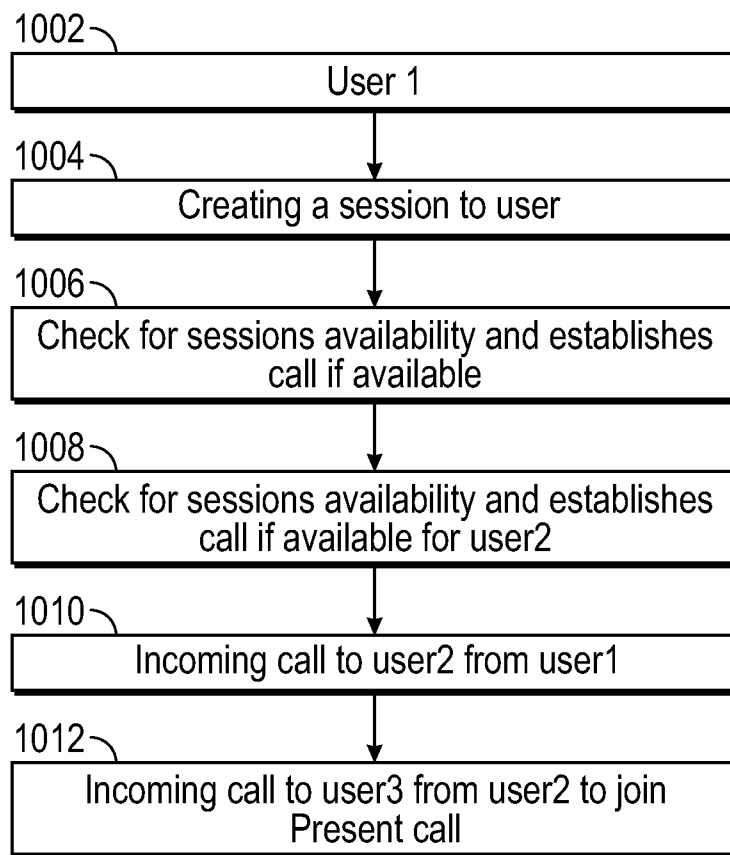 1002
User 1
1004
Creating a session to user
1006
Check for sessions availability and establishes
call if available
1008
Check for sessions availability and establishes
call if available for user2
1010
Incoming call to user2 from user1
1012
Incoming call to user3 from user2 to join
Present call